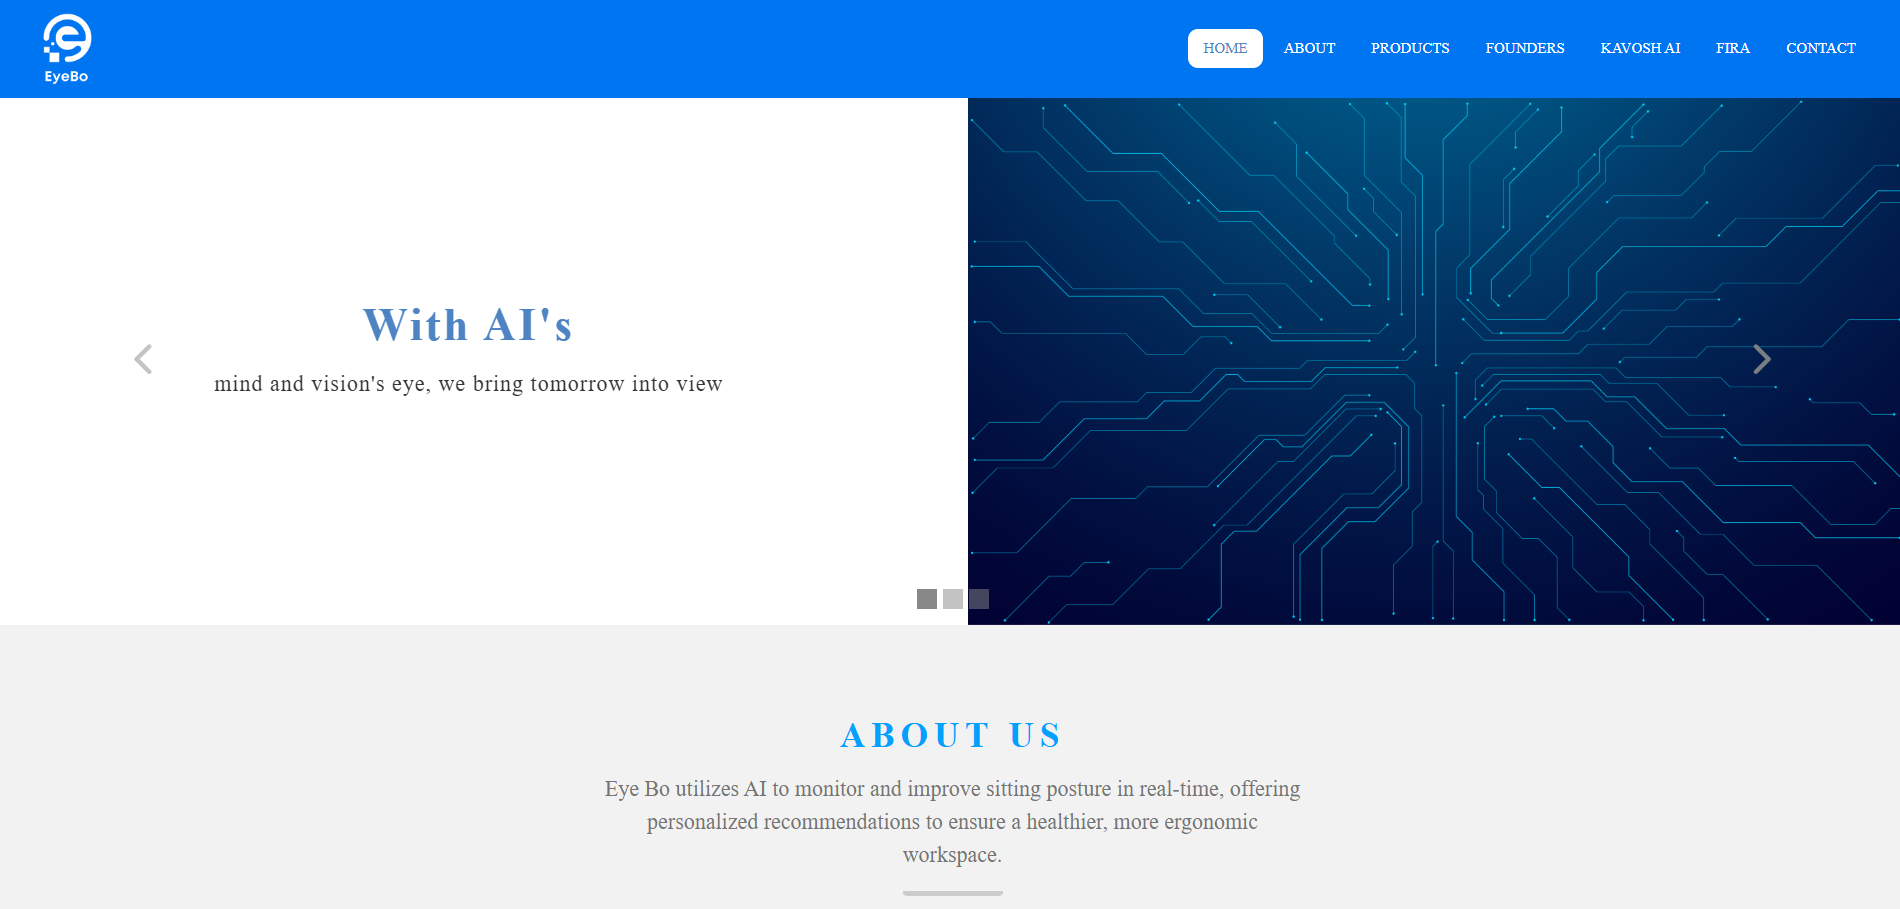 EyeBo
HOME ABOUT PRODUCTS FOUNDERS KAVOSH AI FIRA CONTACT
With AI's
mind and vision's eye, we bring tomorrow into view
ABOUT US
Eye Bo utilizes AI to monitor and improve sitting posture in real-time, offering
personalized recommendations to ensure a healthier, more ergonomic
workspace.